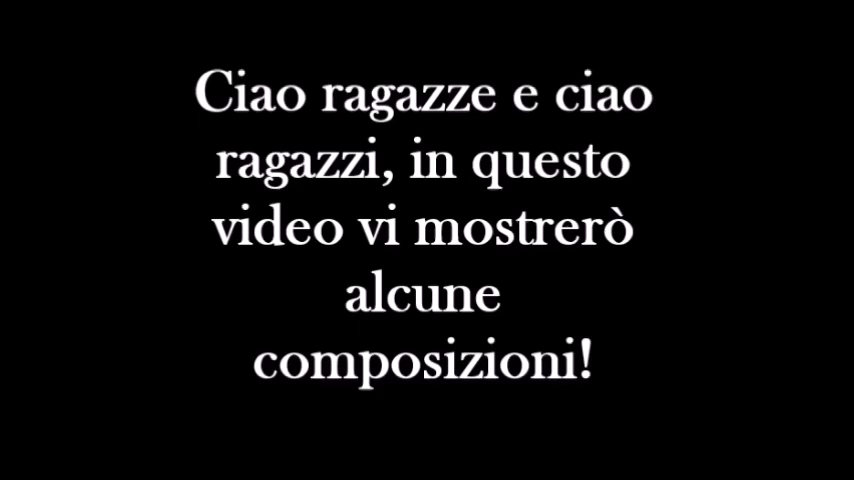 Ciao ragazze e ciao
ragazzi, in questo
video vi mostrerò
alcune
composizioni!